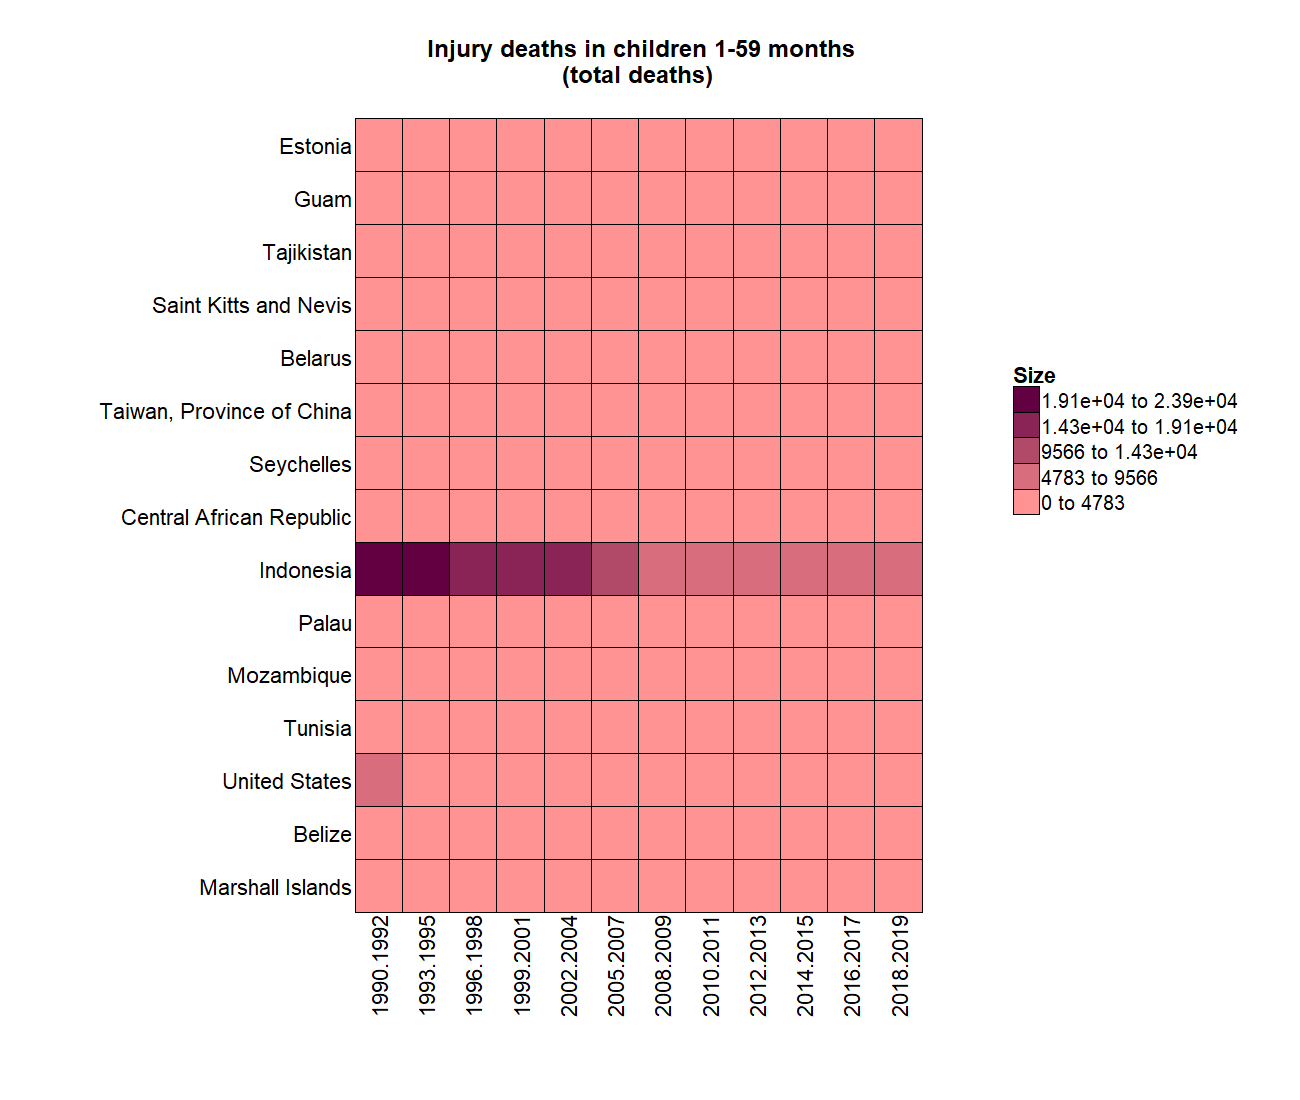 Injury deaths in children 1-59 months
(total deaths)
Estonia
Guam
Tajikistan
Saint Kitts and Nevis
Belarus
Taiwan, Province of China
Seychelles
Central African Republic
Indonesia
Palau
Mozambique
Tunisia
United States
Belize
Marshall Islands
1990.1992
1993.1995
1996.1998
1999.2001
2002.2004
2005.2007
2008.2009
2010.2011
2012.2013
2014.2015
2016.2017
2018.2019
Size
1.91e+04 to 2.39e+04
1.43e+04 to 1.91e+04
9566 to 1.43e+04
4783 to 9566
0 to 4783